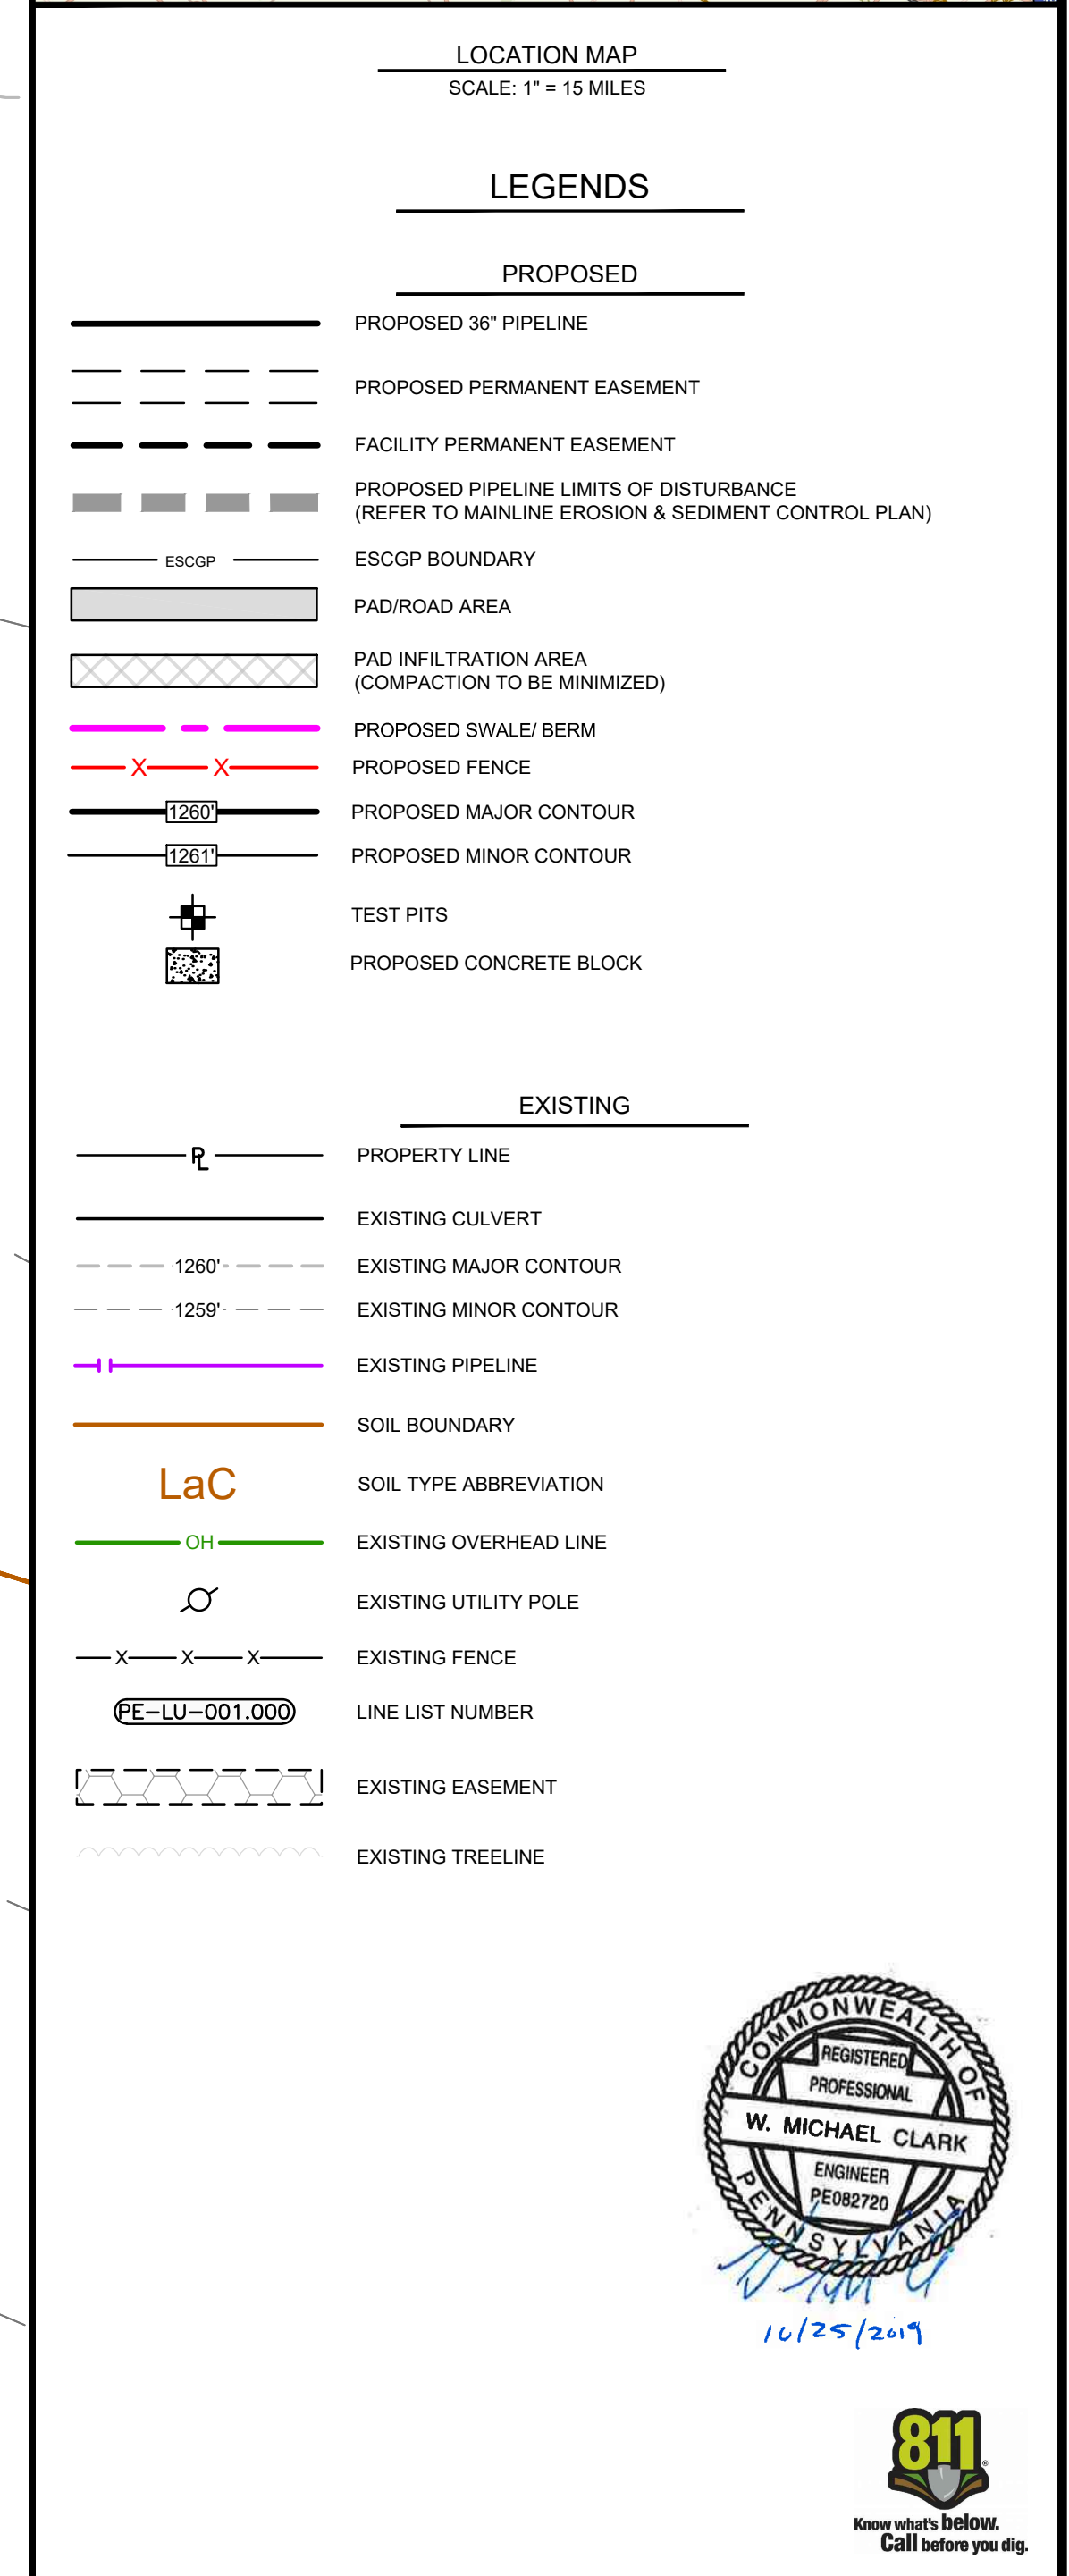 LOCATION MAP
SCALE: 1" = 15 MILES
LEGENDS
PROPOSED
PROPOSED 36" PIPELINE
PROPOSED PERMANENT EASEMENT
FACILITY PERMANENT EASEMENT
PROPOSED PIPELINE LIMITS OF DISTURBANCE
(REFER TO MAINLINE EROSION & SEDIMENT CONTROL PLAN)
ESCGP ESCGP BOUNDARY
PAD/ROAD AREA
PAD INFILTRATION AREA
(COMPACTION TO BE MINIMIZED)
PROPOSED SWALE/ BERM
X X PROPOSED FENCE
1260' PROPOSED MAJOR CONTOUR
1261' PROPOSED MINOR CONTOUR
TEST PITS
PROPOSED CONCRETE BLOCK
EXISTING
PL PROPERTY LINE
EXISTING CULVERT
1260' EXISTING MAJOR CONTOUR
1259' EXISTING MINOR CONTOUR
EXISTING PIPELINE
SOIL BOUNDARY
LaC SOIL TYPE ABBREVIATION
OH EXISTING OVERHEAD LINE
EXISTING UTILITY POLE
X X X EXISTING FENCE
PE-LU-001.000 LINE LIST NUMBER
EXISTING EASEMENT
EXISTING TREELINE
COMMONWEALTH OF
REGISTERED
PROFESSIONAL
W. MICHAEL CLARK
ENGINEER
PE082720
PENNSYLVANIA
10/25/2019
811
Know what's below.
Call before you dig.